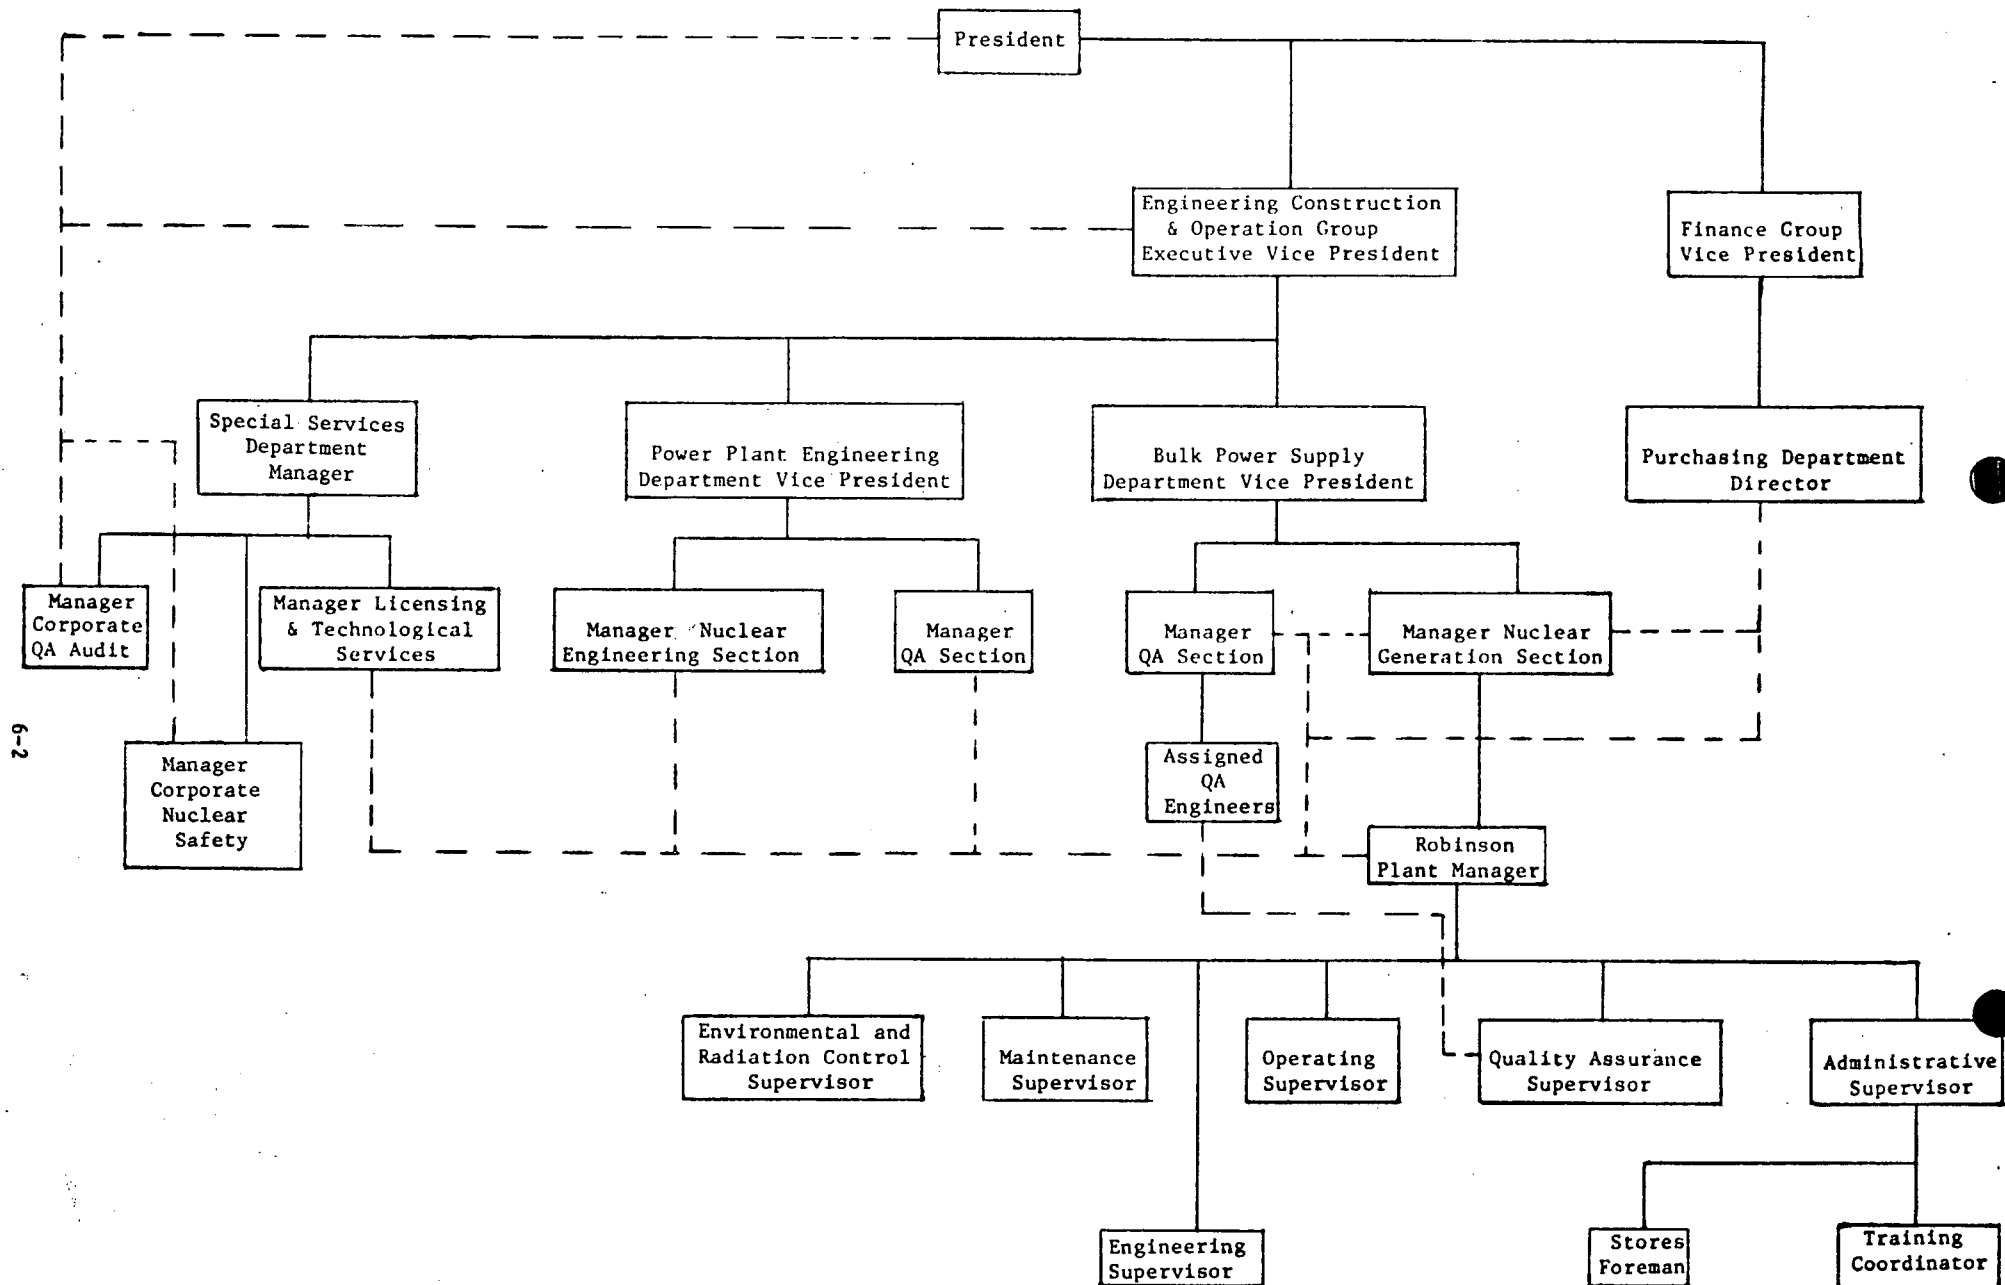 President
Engineering Construction
& Operation Group
Executive Vice President
Finance Group
Vice President
Special Services
Department
Manager
Power Plant Engineering
Department Vice President
Bulk Power Supply
Department Vice President
Purchasing Department
Director
Manager
Corporate
QA Audit
Manager Licensing
& Technological
Services
Manager Nuclear
Engineering Section
Manager
QA Section
Manager
QA Section
Manager Nuclear
Generation Section
Manager
Corporate
Nuclear
Safety
Assigned
QA
Engineers
Robinson
Plant Manager
Environmental and
Radiation Control
Supervisor
Maintenance
Supervisor
Operating
Supervisor
Quality Assurance
Supervisor
Administrative
Supervisor
Engineering
Supervisor
Stores
Foreman
Training
Coordinator
6-2